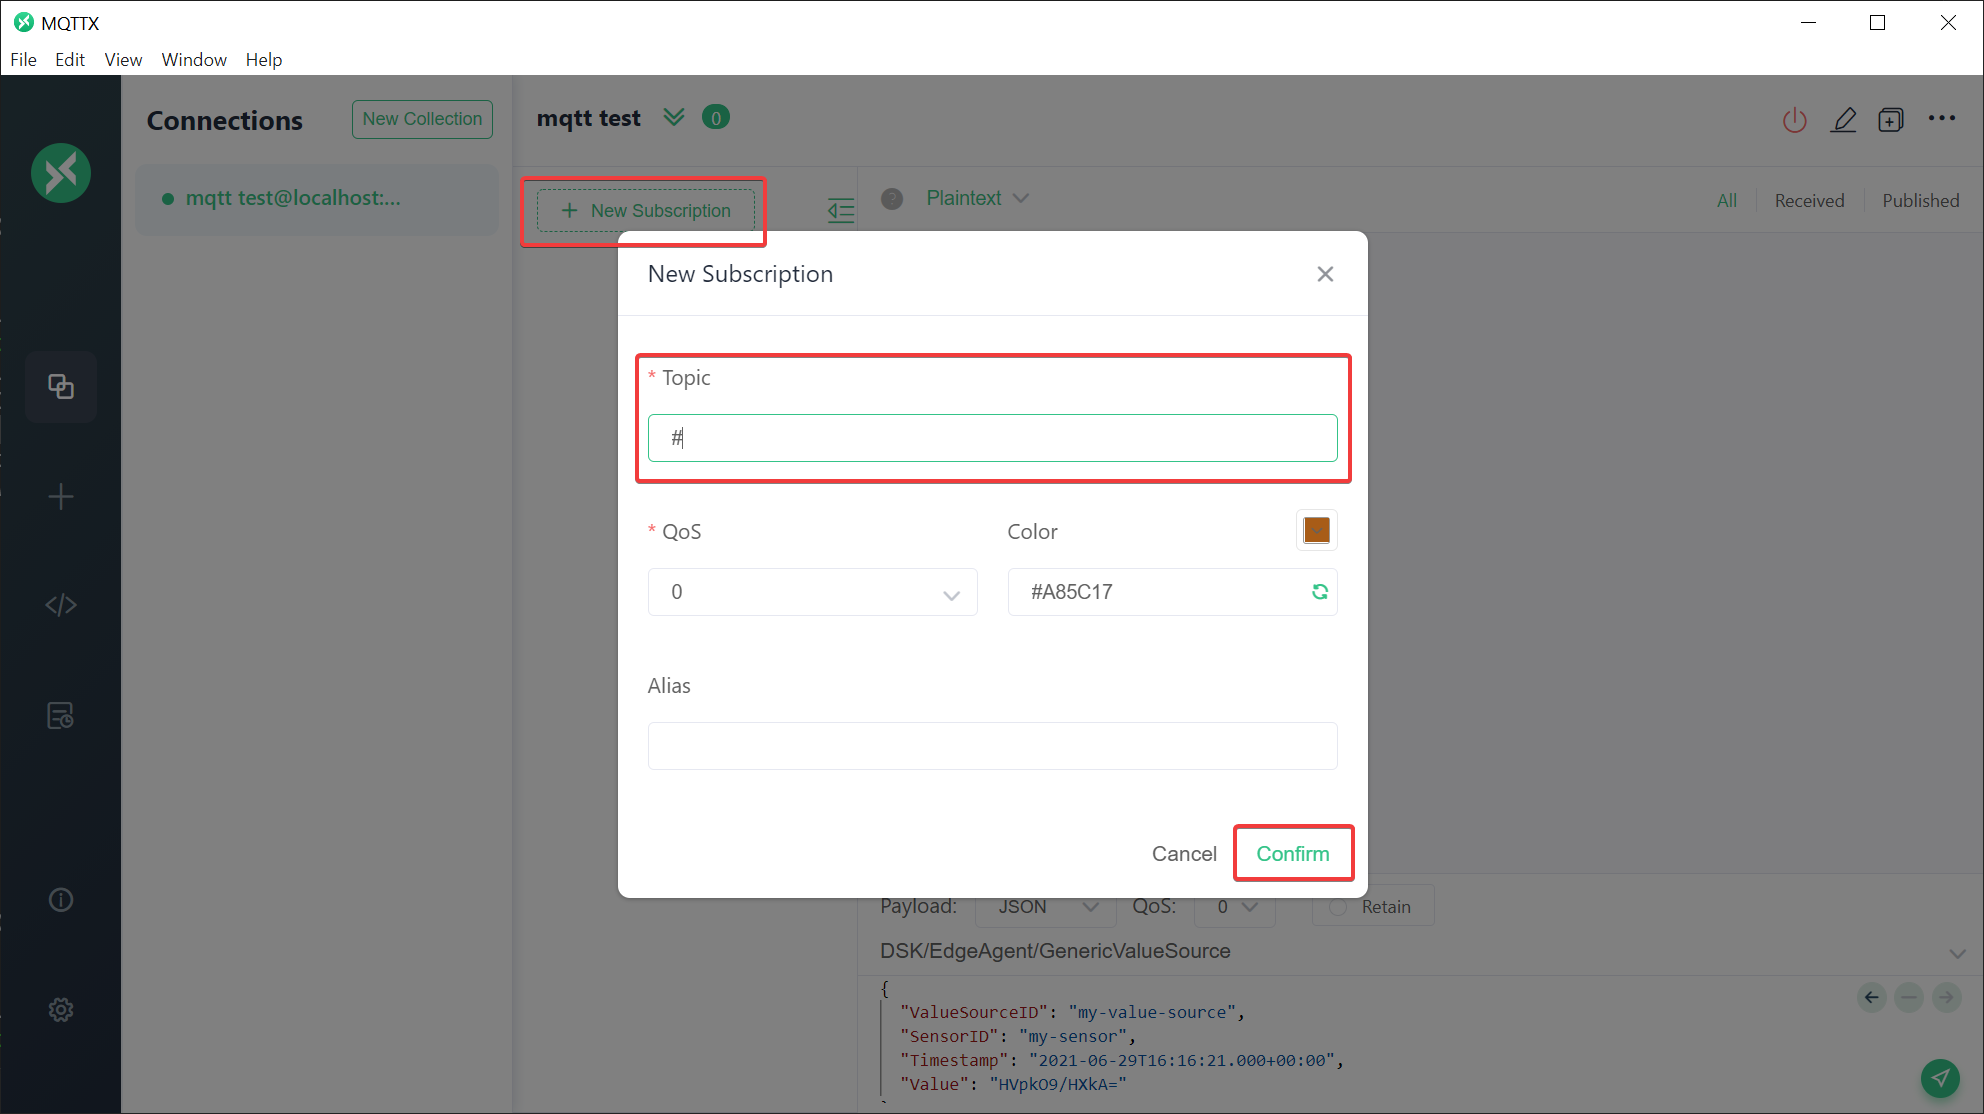 MQTTX
File Edit View Window Help
Connections
New Collection
mqtt test@localhost:...
mqtt test
0
+ New Subscription
?
Plaintext
All
Received
Published
New Subscription
* Topic
#
* QoS
Color
0
#A85C17
Alias
Cancel
Confirm
Payload: JSON QoS: 0 Retain
DSK/EdgeAgent/GenericValueSource
{
"ValueSourceID": "my-value-source",
"SensorID": "my-sensor",
"Timestamp": "2021-06-29T16:16:21.000+00:00",
"Value": "HVpkO9/HXkA="